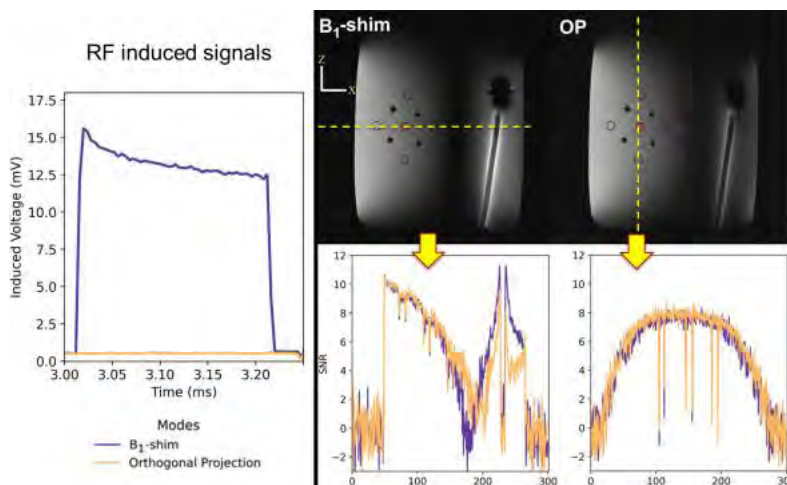 RF induced signals
17.5
15.0
12.5
10.0
7.5
5.0
2.5
0.0
Induced Voltage (mV)
3.00 3.05 3.10 3.15 3.20
Time (ms)
Modes
B₁-shim
Orthogonal Projection
B₁-shim
OP
Z
X
12
10
8
6
4
2
0
−2
SNR
0 100 200 300
12
10
8
6
4
2
0
−2
0 100 200 300